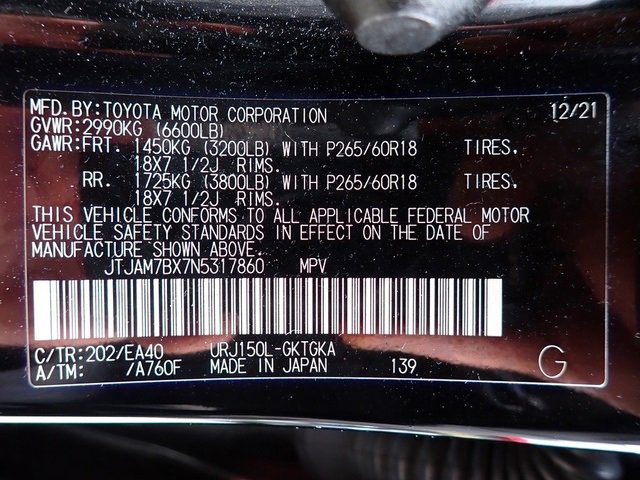 MFD.BY:TOYOTA MOTOR CORPORATION 12/21
GVWR:2990KG (6600LB)
GAWR:FRT. 1450KG (3200LB) WITH P265/60R18 TIRES.
18X7 1/2J RIMS.
RR. 1725KG (3800LB) WITH P265/60R18 TIRES.
18X7 1/2J RIMS.
THIS VEHICLE CONFORMS TO ALL APPLICABLE FEDERAL MOTOR
VEHICLE SAFETY STANDARDS IN EFFECT ON THE DATE OF
MANUFACTURE SHOWN ABOVE.
JTJAM7BX7N5317860 MPV
C/TR:202/EA40 URJ150L-GKTGKA
A/TM: /A760F MADE IN JAPAN 139 G